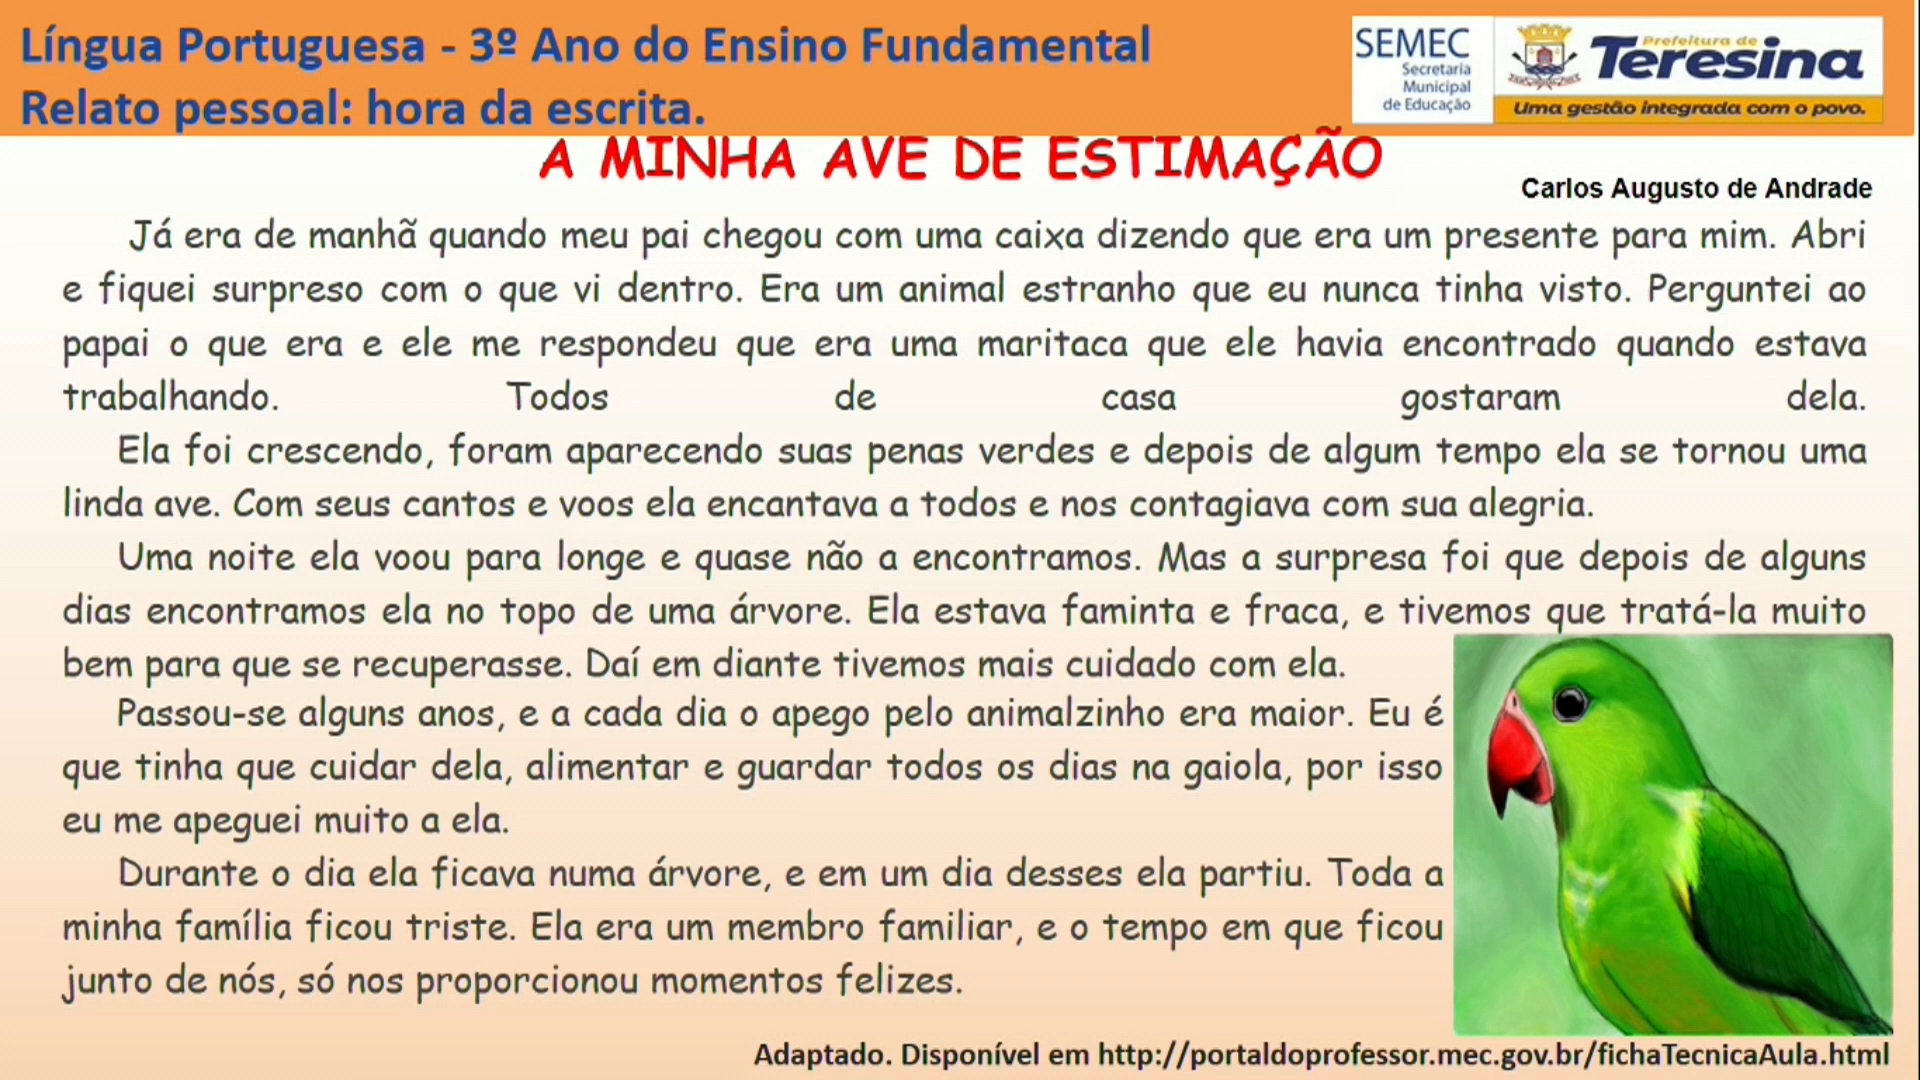 Língua Portuguesa - 3º Ano do Ensino Fundamental
Relato pessoal: hora da escrita.
SEMEC
Secretaria
Municipal
de Educação
Prefeitura de
Teresina
Uma gestão integrada com o povo.
A MINHA AVE DE ESTIMAÇÃO
Carlos Augusto de Andrade
Já era de manhã quando meu pai chegou com uma caixa dizendo que era um presente para mim. Abri
e fiquei surpreso com o que vi dentro. Era um animal estranho que eu nunca tinha visto. Perguntei ao
papai o que era e ele me respondeu que era uma maritaca que ele havia encontrado quando estava
trabalhando. Todos de casa gostaram dela.
Ela foi crescendo, foram aparecendo suas penas verdes e depois de algum tempo ela se tornou uma
linda ave. Com seus cantos e voos ela encantava a todos e nos contagiava com sua alegria.
Uma noite ela voou para longe e quase não a encontramos. Mas a surpresa foi que depois de alguns
dias encontramos ela no topo de uma árvore. Ela estava faminta e fraca, e tivemos que tratá-la muito
bem para que se recuperasse. Daí em diante tivemos mais cuidado com ela.
Passou-se alguns anos, e a cada dia o apego pelo animalzinho era maior. Eu é
que tinha que cuidar dela, alimentar e guardar todos os dias na gaiola, por isso
eu me apeguei muito a ela.
Durante o dia ela ficava numa árvore, e em um dia desses ela partiu. Toda a
minha família ficou triste. Ela era um membro familiar, e o tempo em que ficou
junto de nós, só nos proporcionou momentos felizes.
Adaptado. Disponível em http://portaldoprofessor.mec.gov.br/fichaTecnicaAula.html